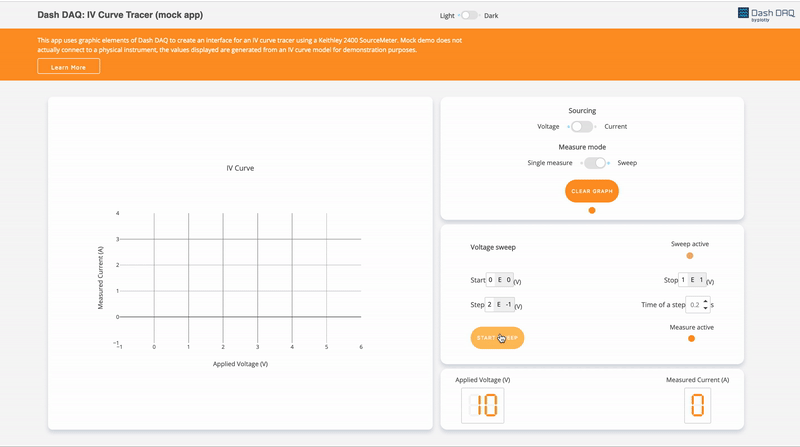 Dash DAQ: IV Curve Tracer (mock app)
Light Dark
Dash DAQ
by plotly
This app uses graphic elements of Dash DAQ to create an interface for an IV curve tracer using a Keithley 2400 SourceMeter. Mock demo does not
actually connect to a physical instrument, the values displayed are generated from an IV curve model for demonstration purposes.
Learn More
IV Curve
4
3
2
1
0
−1
−1 0 1 2 3 4 5 6
Measured Current (A)
Applied Voltage (V)
Sourcing
Voltage Current
Measure mode
Single measure Sweep
CLEAR GRAPH
Voltage sweep
Sweep active
Start 0 E 0 (V)
Stop 1 E 1 (V)
Step 2 E -1 (V)
Time of a step 0.2 s
START SWEEP
Measure active
Applied Voltage (V)
10
Measured Current (A)
0